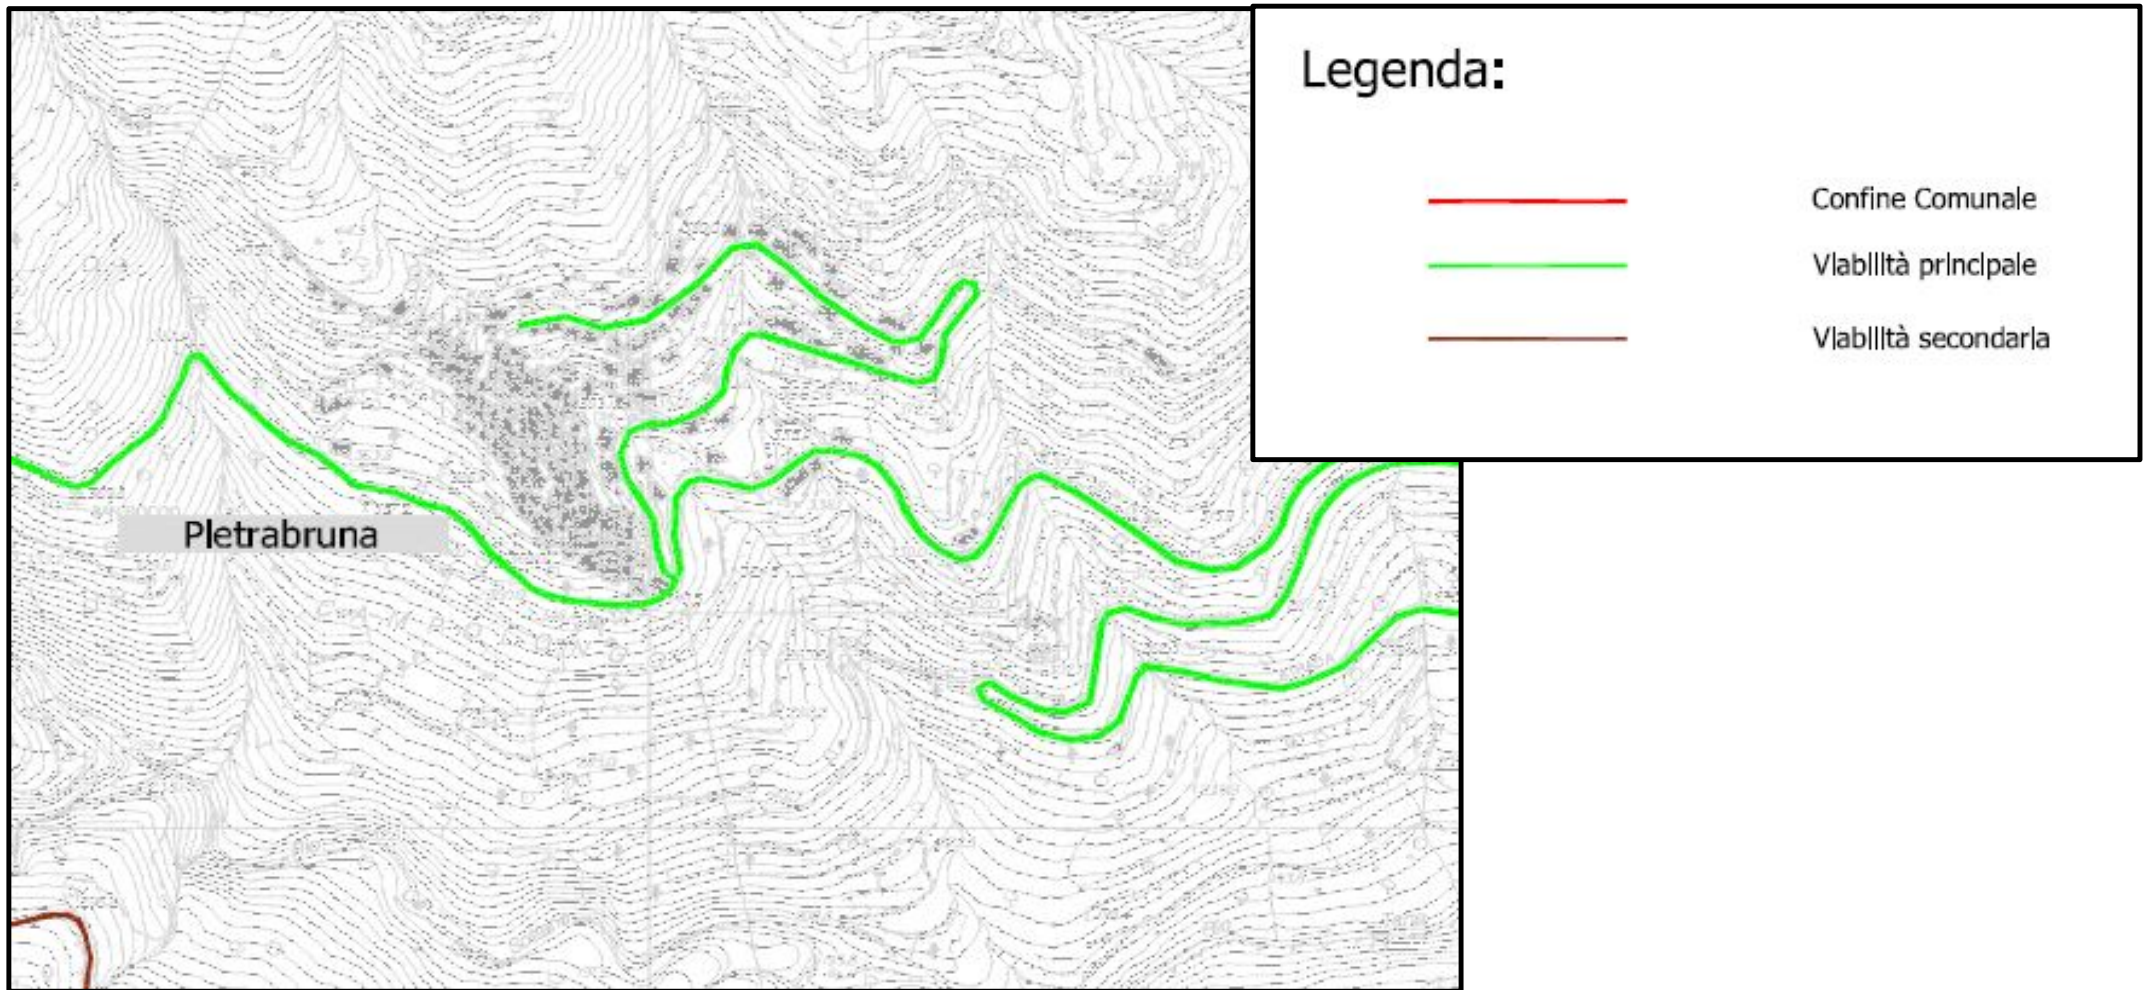 Legenda:
Confine Comunale
Viabilità principale
Viabilità secondaria
Pietrabruna